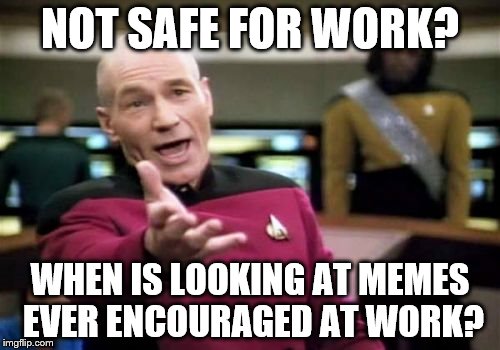 NOT SAFE FOR WORK?
WHEN IS LOOKING AT MEMES
EVER ENCOURAGED AT WORK?
imgflip.com